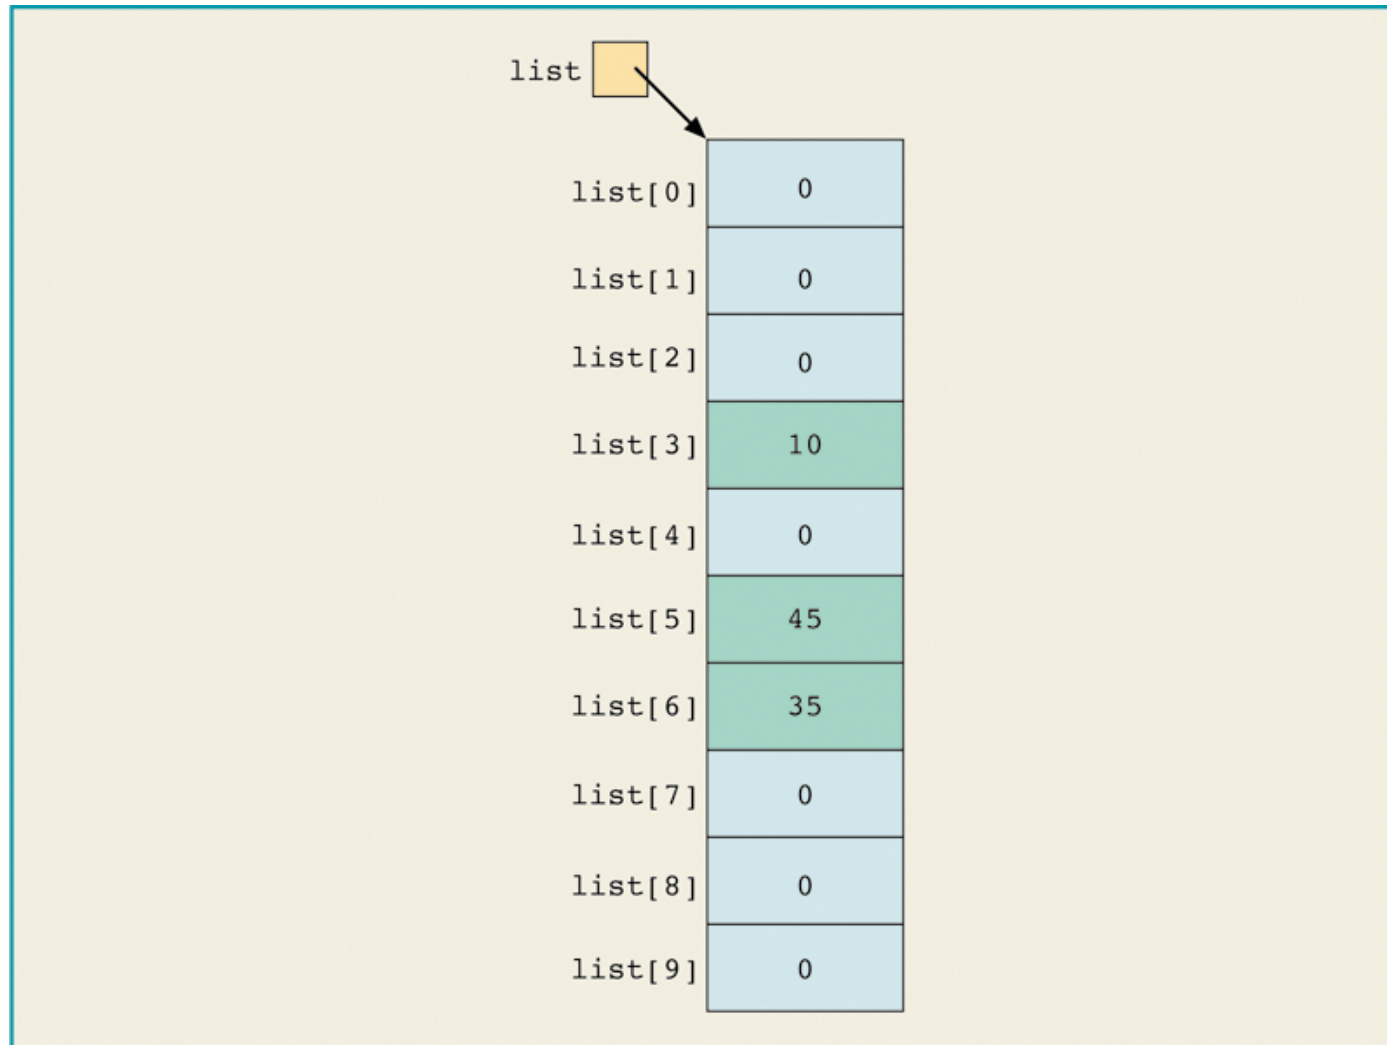 list
list[0] 0
list[1] 0
list[2] 0
list[3] 10
list[4] 0
list[5] 45
list[6] 35
list[7] 0
list[8] 0
list[9] 0